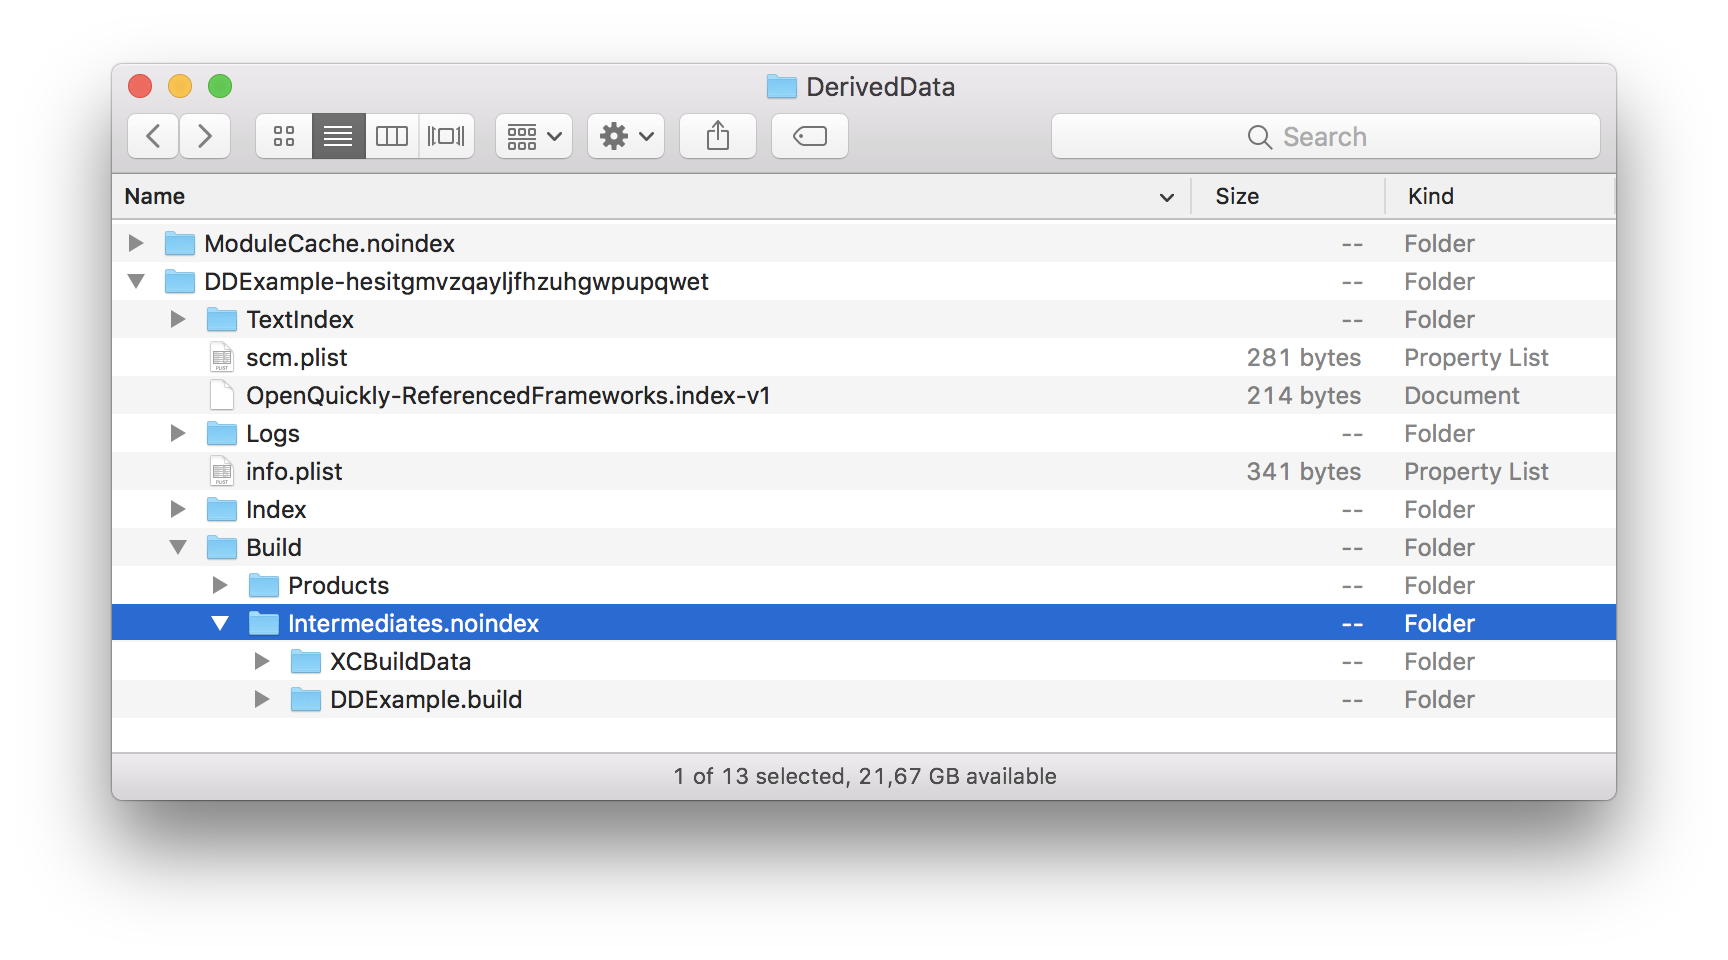 DerivedData
Search
Name Size Kind
ModuleCache.noindex -- Folder
DDExample-hesitgmvzqayljfhzuhgwpupqwet -- Folder
TextIndex -- Folder
scm.plist 281 bytes Property List
OpenQuickly-ReferencedFrameworks.index-v1 214 bytes Document
Logs -- Folder
info.plist 341 bytes Property List
Index -- Folder
Build -- Folder
Products -- Folder
Intermediates.noindex -- Folder
XCBuildData -- Folder
DDExample.build -- Folder
1 of 13 selected, 21,67 GB available